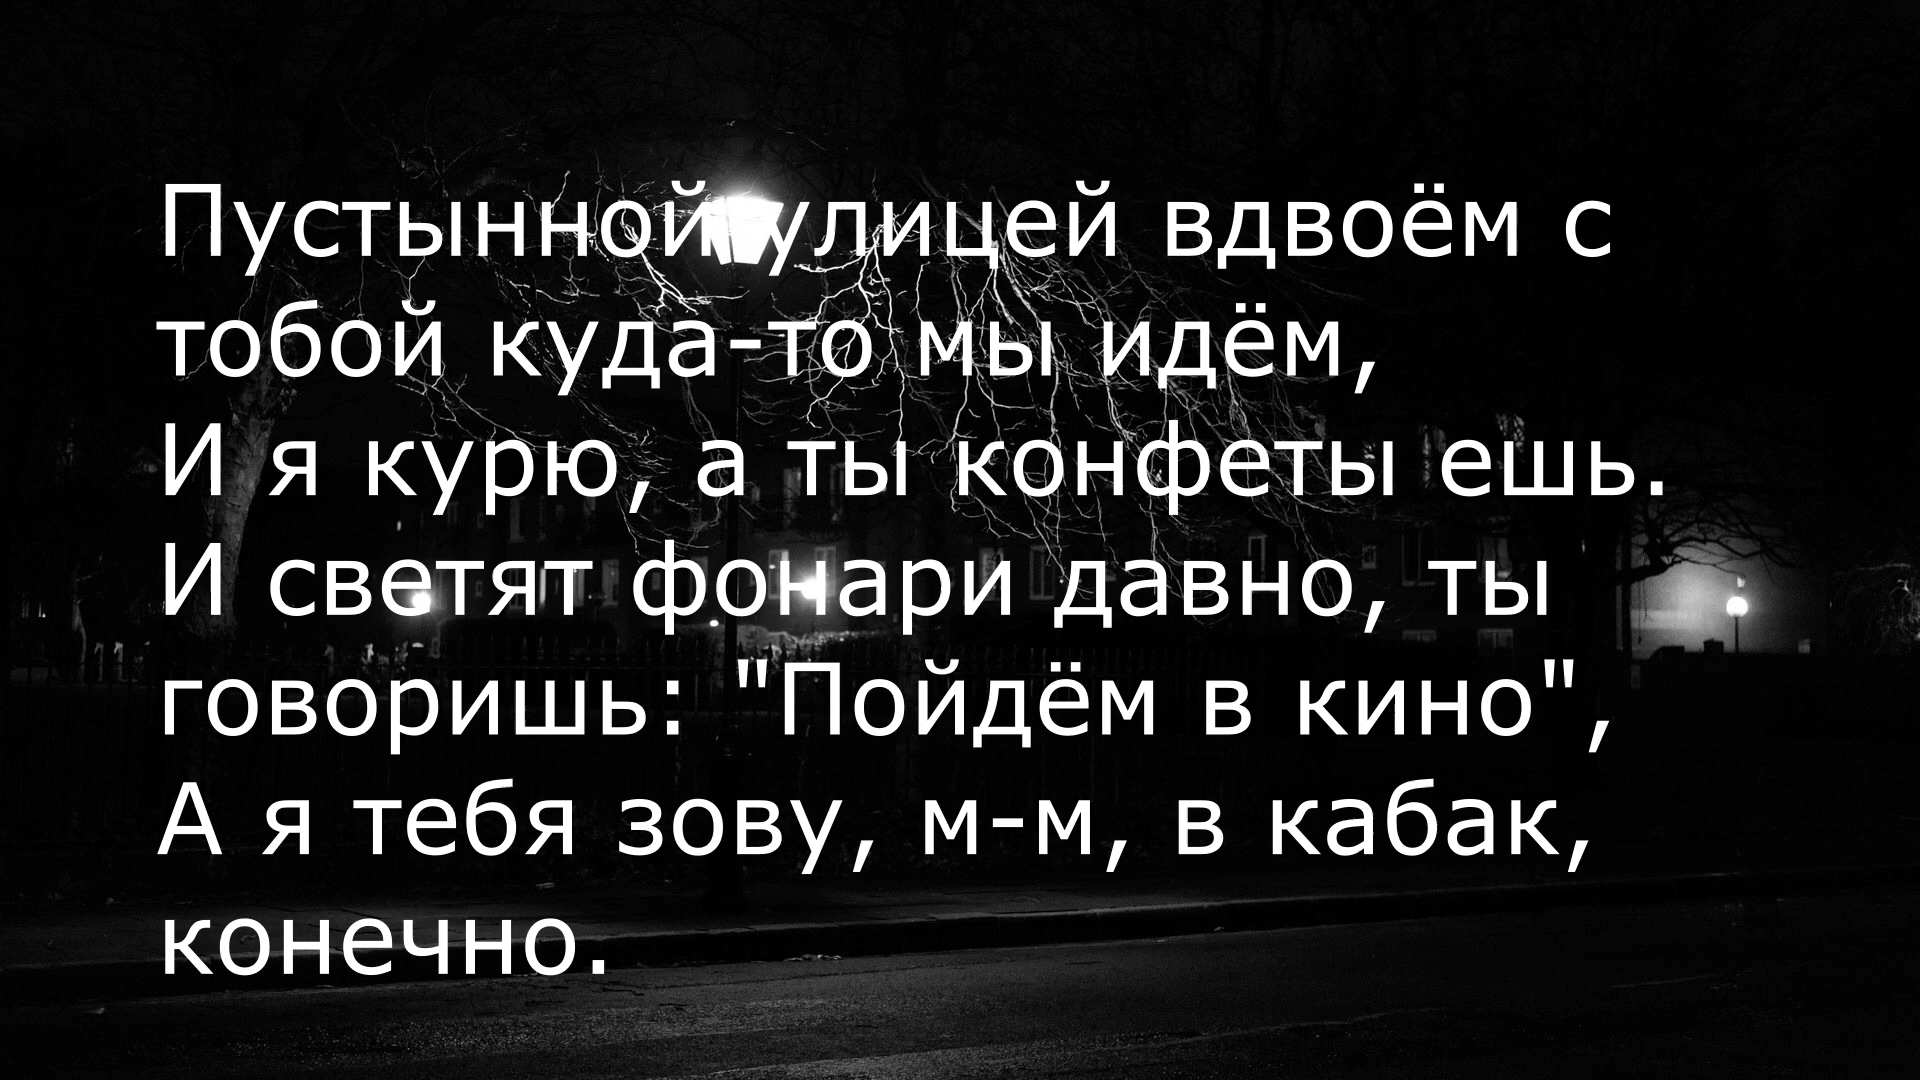 Пустынной улицей вдвоём с
тобой куда-то мы идём,
И я курю, а ты конфеты ешь.
И светят фонари давно, ты
говоришь: "Пойдём в кино",
А я тебя зову, м-м, в кабак,
конечно.